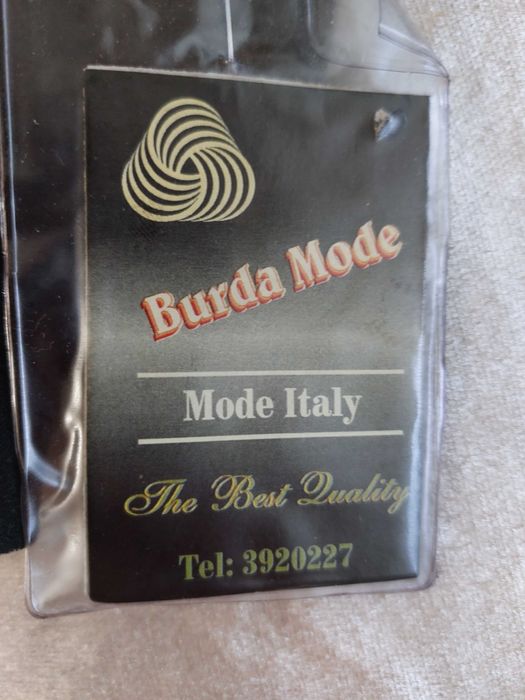 Burda Mode
Mode Italy
The Best Quality
Tel: 3920227